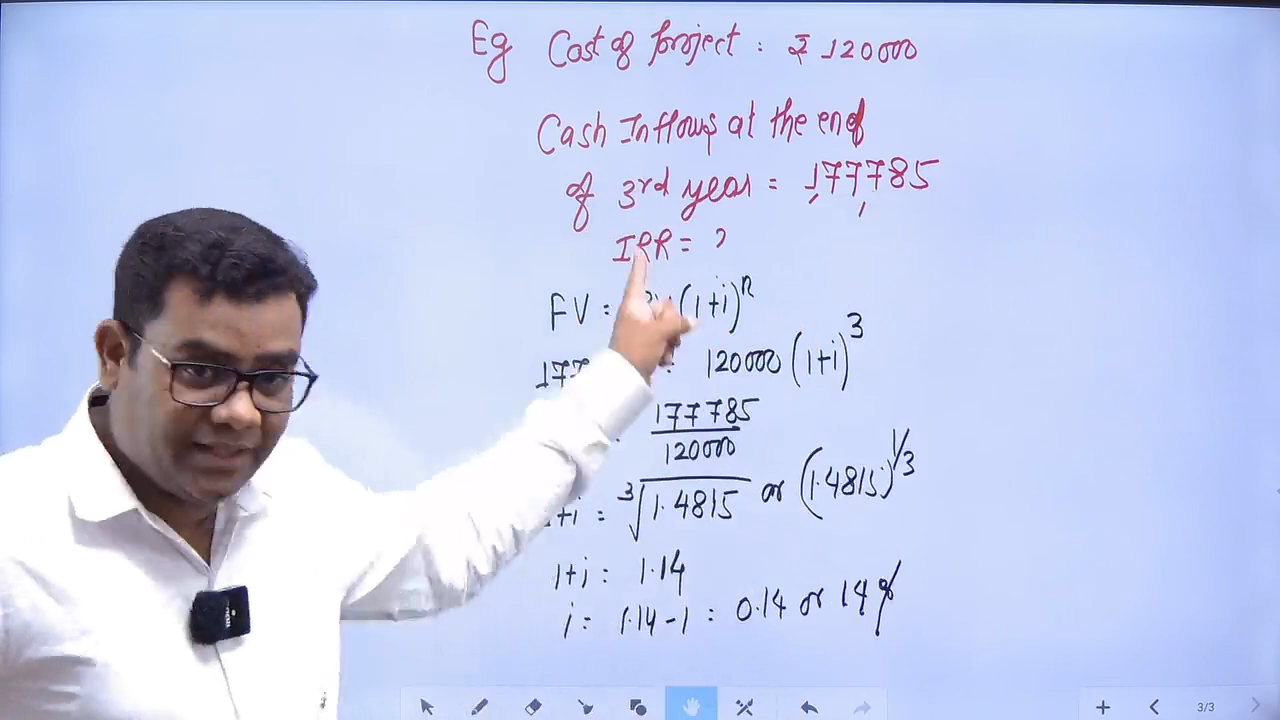 Eg Cost of project : ₹ 120000
Cash Inflows at the end
of 3rd year = 1,77,785
IRR = ?
FV = (1+i)^n
177 = 120000 (1+i)^3
177785
120000
1+i = ³√1.4815 or (1.4815)^1/3
1+i = 1.14
i = 1.14-1 = 0.14 or 14%
3/3